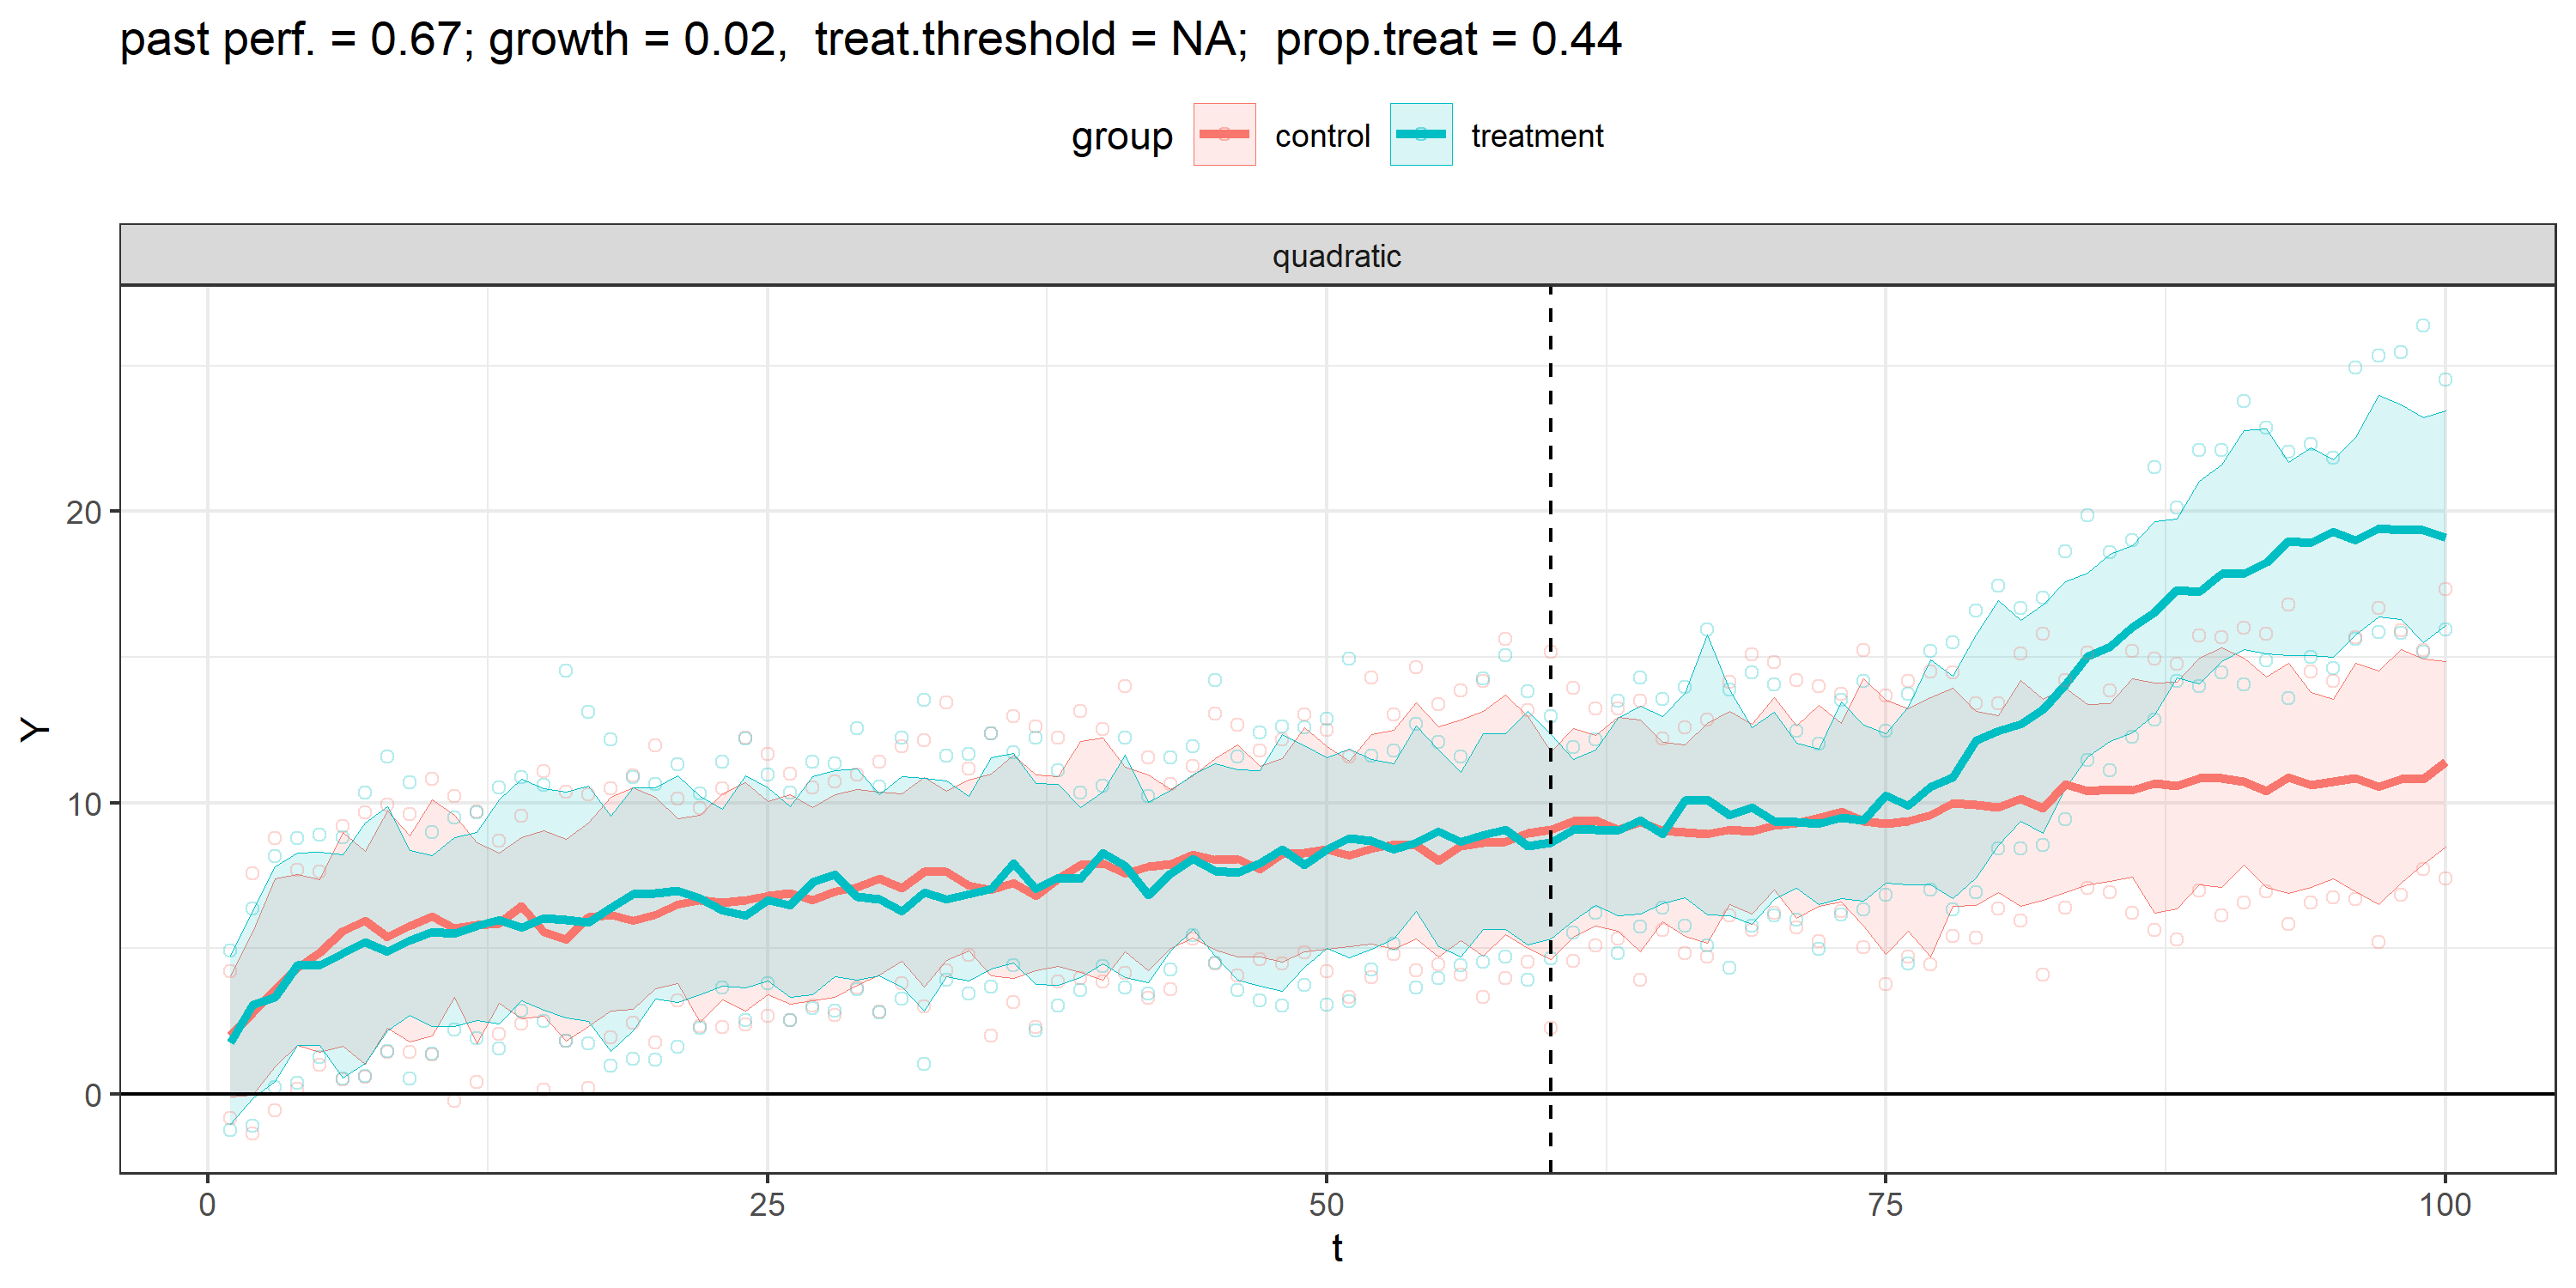 past perf. = 0.67; growth = 0.02,  treat.threshold = NA;  prop.treat = 0.44
group control treatment
quadratic
Y
20
10
0
0 25 50 75 100
t